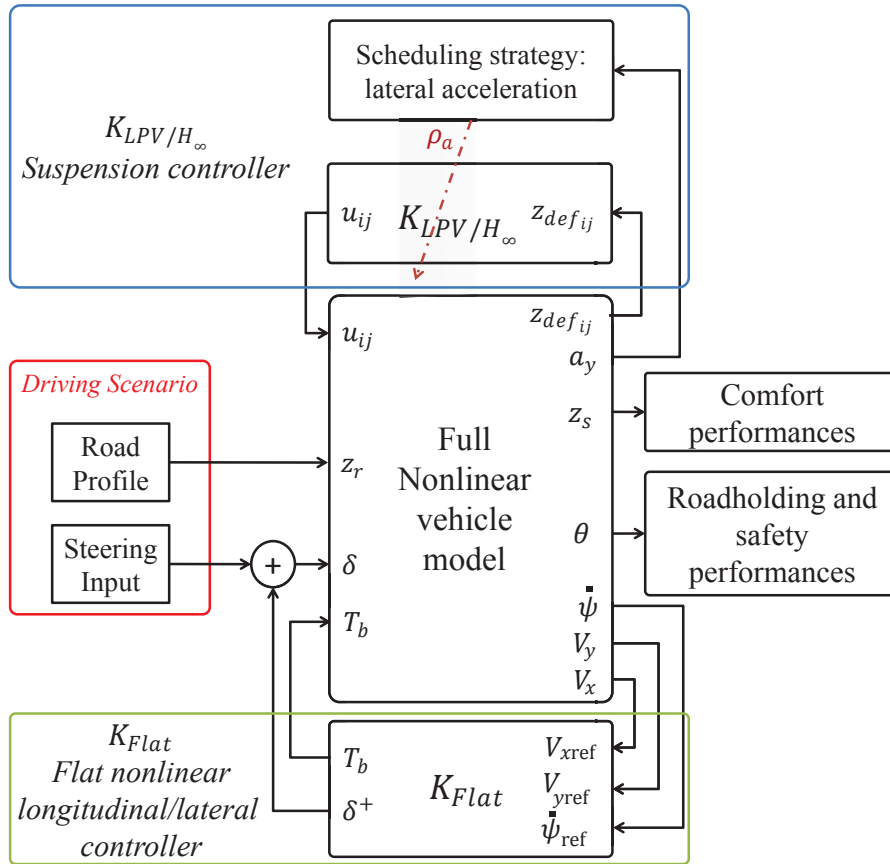 Scheduling strategy:
lateral acceleration
K_{LPV/H_∞}
Suspension controller
ρ_a
u_{ij}
K_{LPV/H_∞}
z_{def_{ij}}
z_{def_{ij}}
u_{ij}
a_y
Driving Scenario
Road
Profile
Steering
Input
+
z_r
δ
T_b
Full
Nonlinear
vehicle
model
z_s
θ
ψ̇
V_y
V_x
Comfort
performances
Roadholding and
safety
performances
K_{Flat}
Flat nonlinear
longitudinal/lateral
controller
T_b
δ⁺
K_{Flat}
V_{xref}
V_{yref}
ψ̇_{ref}